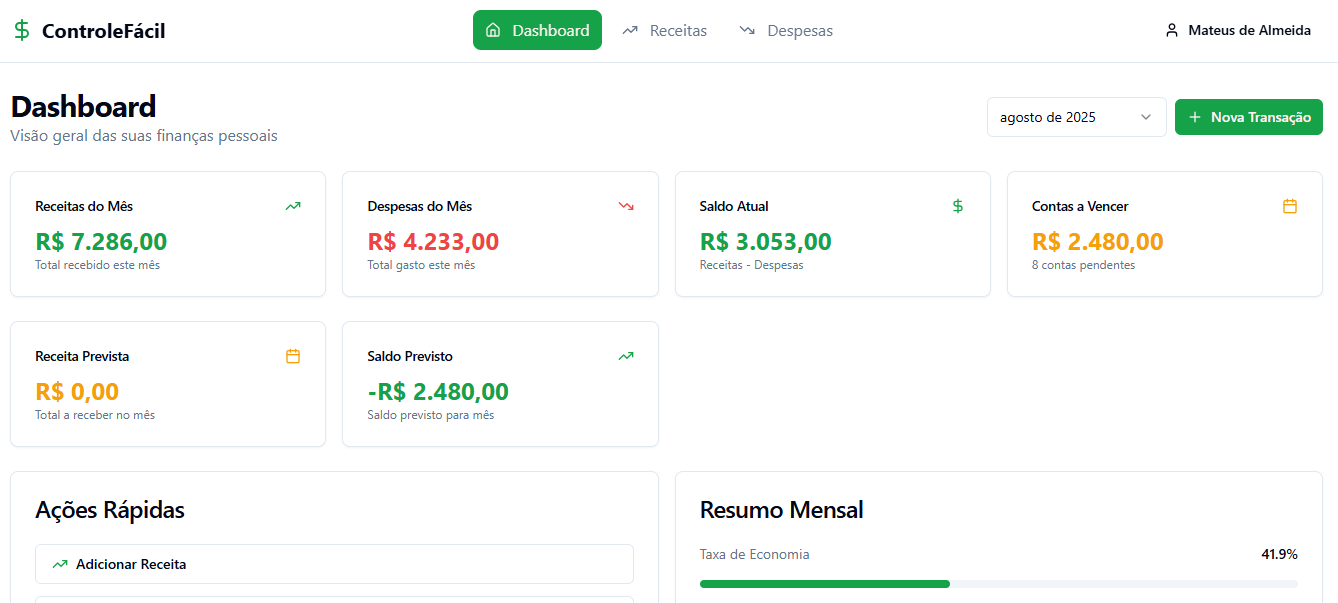 ControleFácil
Dashboard
Receitas
Despesas
Mateus de Almeida
Dashboard
Visão geral das suas finanças pessoais
agosto de 2025
Nova Transação
Receitas do Mês
R$ 7.286,00
Total recebido este mês
Despesas do Mês
R$ 4.233,00
Total gasto este mês
Saldo Atual
R$ 3.053,00
Receitas - Despesas
Contas a Vencer
R$ 2.480,00
8 contas pendentes
Receita Prevista
R$ 0,00
Total a receber no mês
Saldo Previsto
-R$ 2.480,00
Saldo previsto para mês
Ações Rápidas
Adicionar Receita
Resumo Mensal
Taxa de Economia
41.9%